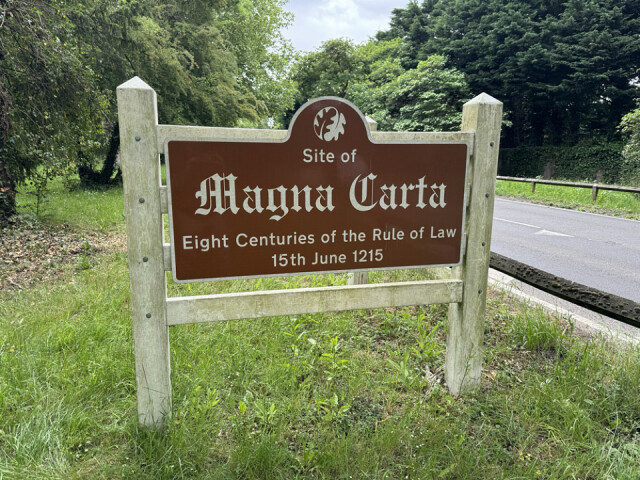 Site of
Magna Carta
Eight Centuries of the Rule of Law
15th June 1215